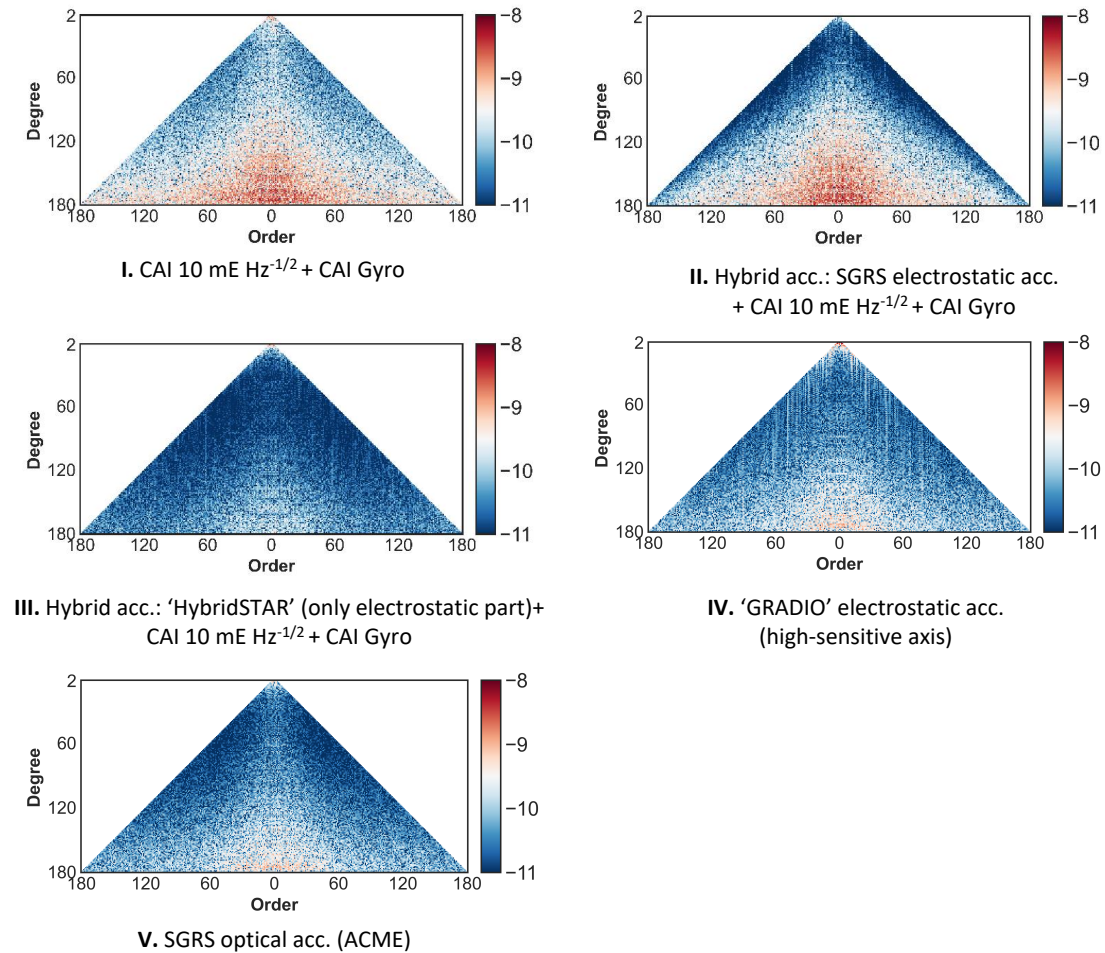 2
60
120
180
Degree
180 120 60 0 60 120 180
Order
−8
−9
−10
−11
I. CAI 10 mE Hz-1/2 + CAI Gyro
2
60
120
180
Degree
180 120 60 0 60 120 180
Order
−8
−9
−10
−11
II. Hybrid acc.: SGRS electrostatic acc.
+ CAI 10 mE Hz-1/2 + CAI Gyro
2
60
120
180
Degree
180 120 60 0 60 120 180
Order
−8
−9
−10
−11
III. Hybrid acc.: ‘HybridSTAR’ (only electrostatic part)+
CAI 10 mE Hz-1/2 + CAI Gyro
2
60
120
180
Degree
180 120 60 0 60 120 180
Order
−8
−9
−10
−11
IV. ‘GRADIO’ electrostatic acc.
(high-sensitive axis)
2
60
120
180
Degree
180 120 60 0 60 120 180
Order
−8
−9
−10
−11
V. SGRS optical acc. (ACME)